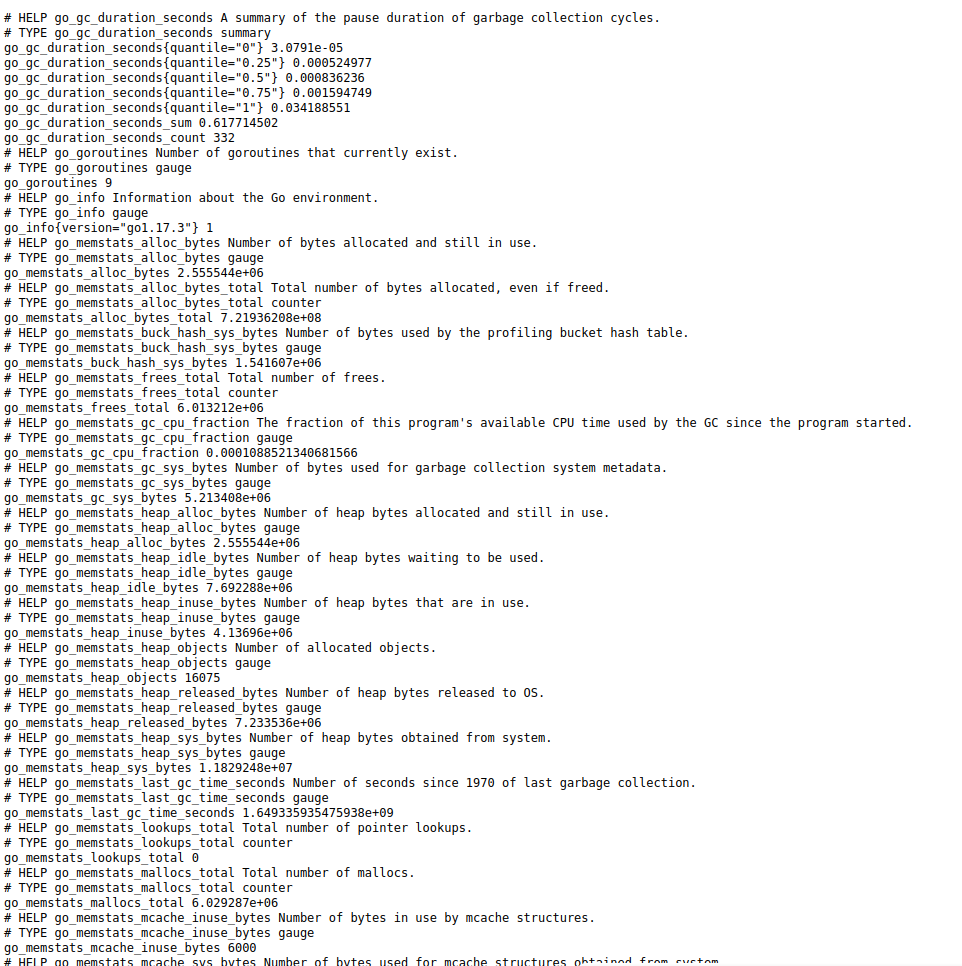 # HELP go_gc_duration_seconds A summary of the pause duration of garbage collection cycles.
# TYPE go_gc_duration_seconds summary
go_gc_duration_seconds{quantile="0"} 3.0791e-05
go_gc_duration_seconds{quantile="0.25"} 0.000524977
go_gc_duration_seconds{quantile="0.5"} 0.000836236
go_gc_duration_seconds{quantile="0.75"} 0.001594749
go_gc_duration_seconds{quantile="1"} 0.034188551
go_gc_duration_seconds_sum 0.617714502
go_gc_duration_seconds_count 332
# HELP go_goroutines Number of goroutines that currently exist.
# TYPE go_goroutines gauge
go_goroutines 9
# HELP go_info Information about the Go environment.
# TYPE go_info gauge
go_info{version="go1.17.3"} 1
# HELP go_memstats_alloc_bytes Number of bytes allocated and still in use.
# TYPE go_memstats_alloc_bytes gauge
go_memstats_alloc_bytes 2.555544e+06
# HELP go_memstats_alloc_bytes_total Total number of bytes allocated, even if freed.
# TYPE go_memstats_alloc_bytes_total counter
go_memstats_alloc_bytes_total 7.21936208e+08
# HELP go_memstats_buck_hash_sys_bytes Number of bytes used by the profiling bucket hash table.
# TYPE go_memstats_buck_hash_sys_bytes gauge
go_memstats_buck_hash_sys_bytes 1.541607e+06
# HELP go_memstats_frees_total Total number of frees.
# TYPE go_memstats_frees_total counter
go_memstats_frees_total 6.013212e+06
# HELP go_memstats_gc_cpu_fraction The fraction of this program's available CPU time used by the GC since the program started.
# TYPE go_memstats_gc_cpu_fraction gauge
go_memstats_gc_cpu_fraction 0.0001088521340681566
# HELP go_memstats_gc_sys_bytes Number of bytes used for garbage collection system metadata.
# TYPE go_memstats_gc_sys_bytes gauge
go_memstats_gc_sys_bytes 5.213408e+06
# HELP go_memstats_heap_alloc_bytes Number of heap bytes allocated and still in use.
# TYPE go_memstats_heap_alloc_bytes gauge
go_memstats_heap_alloc_bytes 2.555544e+06
# HELP go_memstats_heap_idle_bytes Number of heap bytes waiting to be used.
# TYPE go_memstats_heap_idle_bytes gauge
go_memstats_heap_idle_bytes 7.692288e+06
# HELP go_memstats_heap_inuse_bytes Number of heap bytes that are in use.
# TYPE go_memstats_heap_inuse_bytes gauge
go_memstats_heap_inuse_bytes 4.13696e+06
# HELP go_memstats_heap_objects Number of allocated objects.
# TYPE go_memstats_heap_objects gauge
go_memstats_heap_objects 16075
# HELP go_memstats_heap_released_bytes Number of heap bytes released to OS.
# TYPE go_memstats_heap_released_bytes gauge
go_memstats_heap_released_bytes 7.233536e+06
# HELP go_memstats_heap_sys_bytes Number of heap bytes obtained from system.
# TYPE go_memstats_heap_sys_bytes gauge
go_memstats_heap_sys_bytes 1.1829248e+07
# HELP go_memstats_last_gc_time_seconds Number of seconds since 1970 of last garbage collection.
# TYPE go_memstats_last_gc_time_seconds gauge
go_memstats_last_gc_time_seconds 1.649335935475938e+09
# HELP go_memstats_lookups_total Total number of pointer lookups.
# TYPE go_memstats_lookups_total counter
go_memstats_lookups_total 0
# HELP go_memstats_mallocs_total Total number of mallocs.
# TYPE go_memstats_mallocs_total counter
go_memstats_mallocs_total 6.029287e+06
# HELP go_memstats_mcache_inuse_bytes Number of bytes in use by mcache structures.
# TYPE go_memstats_mcache_inuse_bytes gauge
go_memstats_mcache_inuse_bytes 6000
# HELP go_memstats_mcache_sys_bytes Number of bytes used for mcache structures obtained from system.